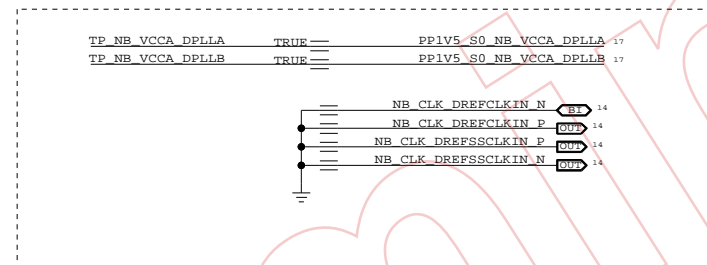 TP_NB_VCCA_DPLLA TRUE PP1V5_S0_NB_VCCA_DPLLA 17
TP_NB_VCCA_DPLLB TRUE PP1V5_S0_NB_VCCA_DPLLB 17
NB_CLK_DREFCLKIN_N BI 14
NB_CLK_DREFCLKIN_P OUT 14
NB_CLK_DREFSSCLKIN_P OUT 14
NB_CLK_DREFSSCLKIN_N OUT 14